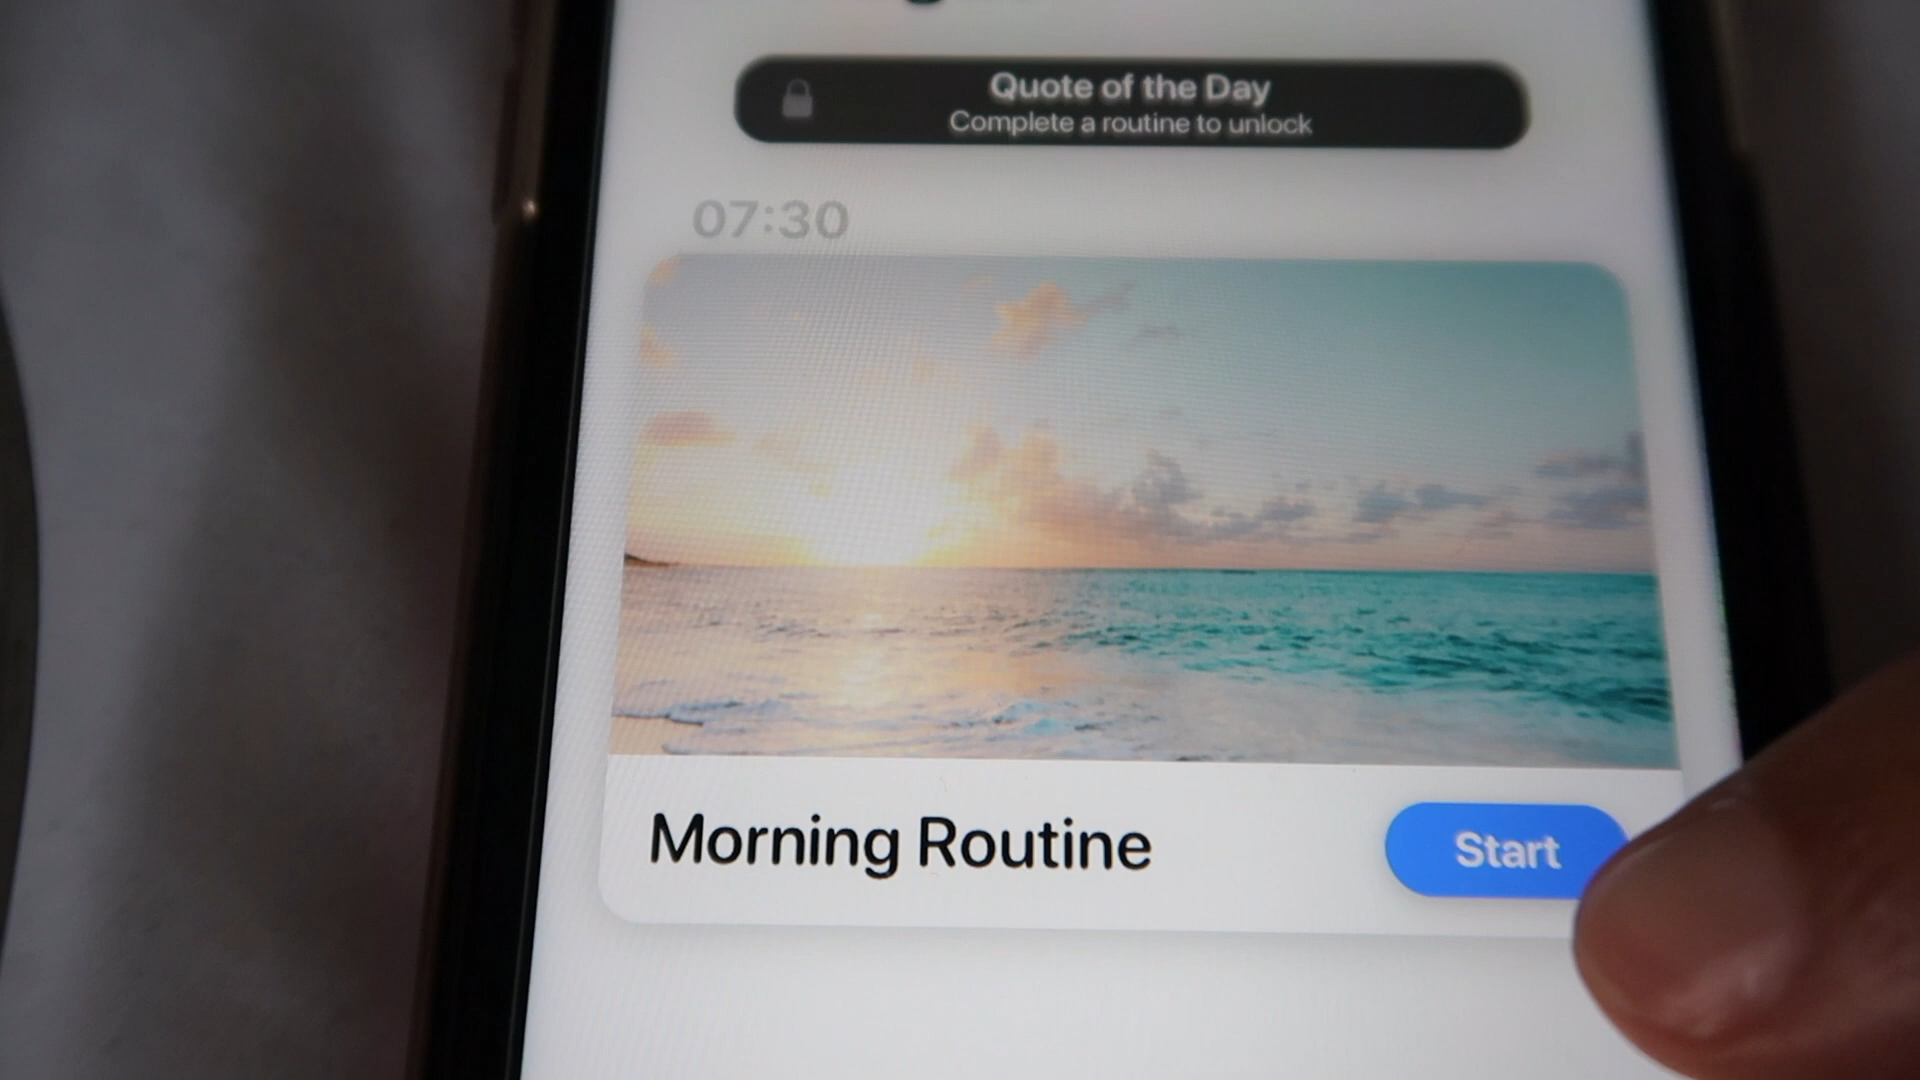 Quote of the Day
Complete a routine to unlock
07:30
Morning Routine
Start